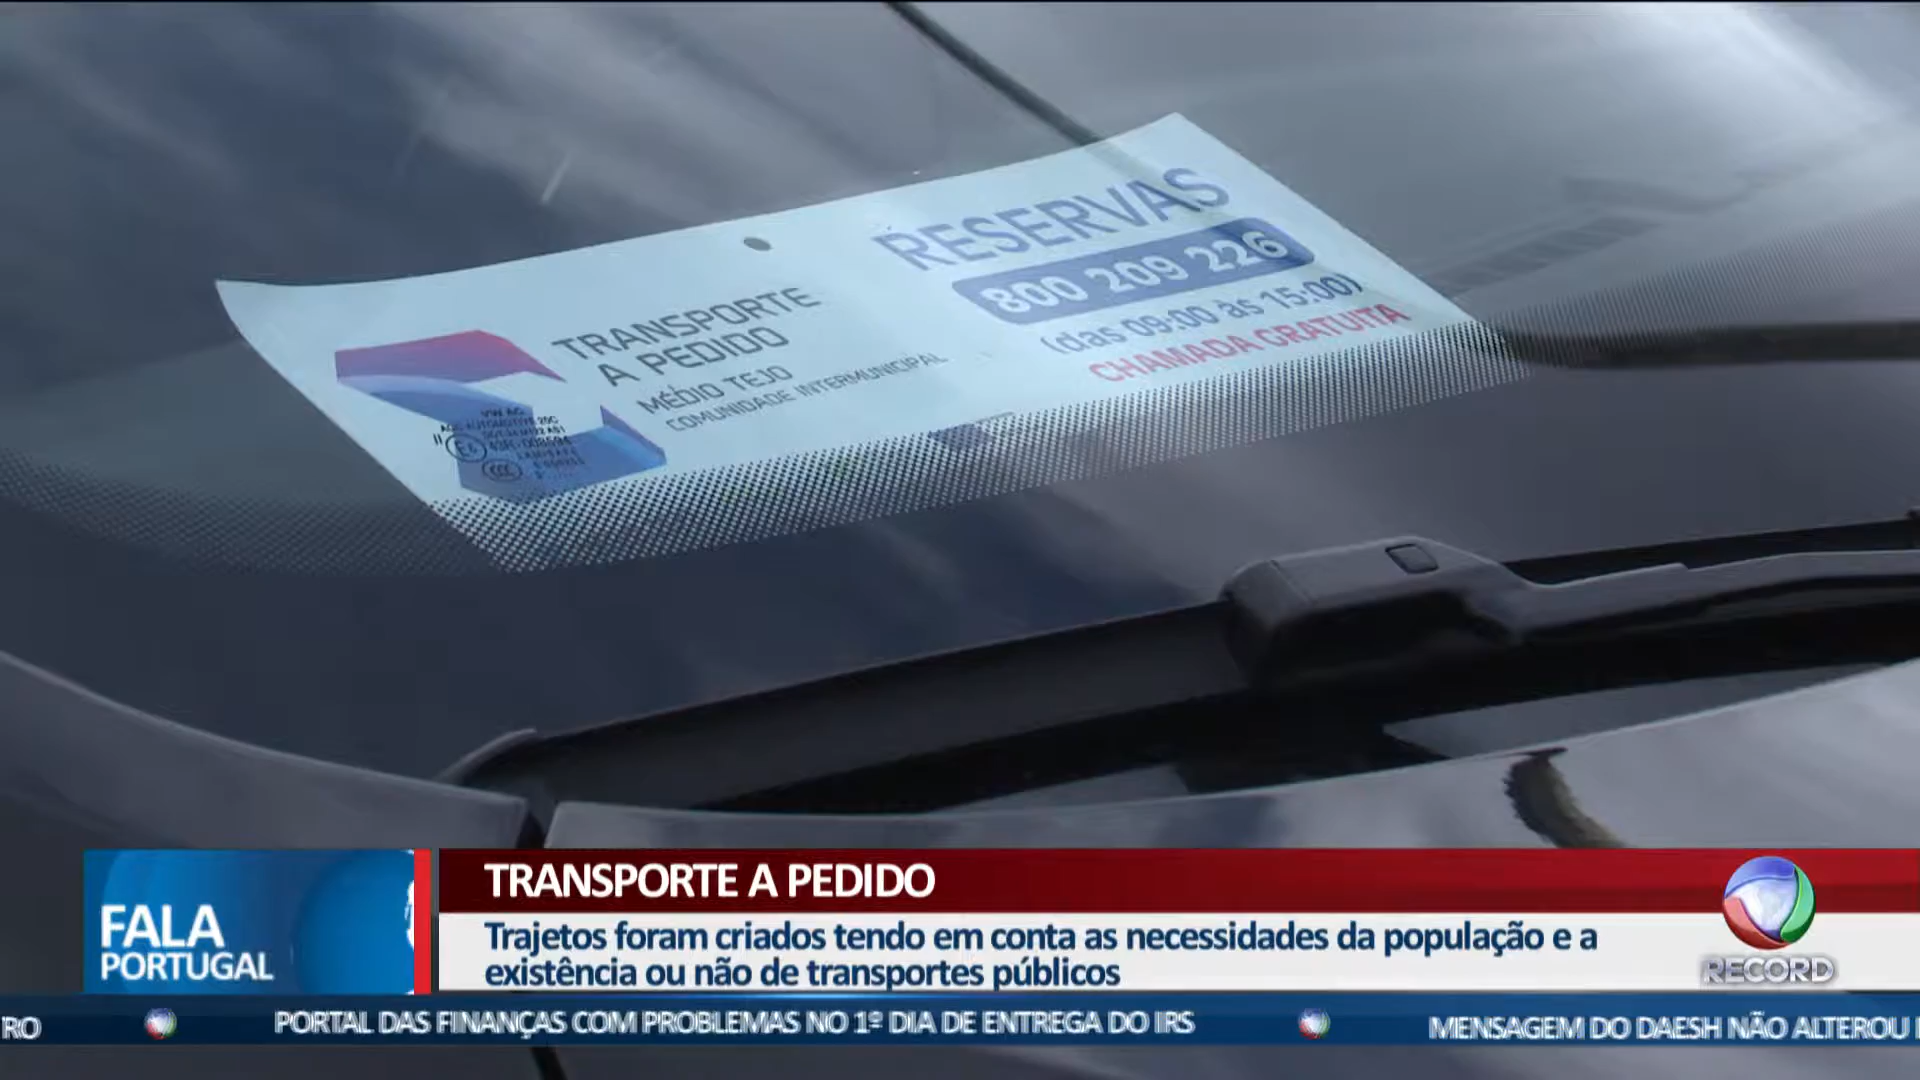 TRANSPORTE
A PEDIDO
MÉDIO TEJO
COMUNIDADE INTERMUNICIPAL
RESERVAS
800 209 226
(das 09:00 às 15:00)
CHAMADA GRATUITA
VW AG
CCC
FALA
PORTUGAL
TRANSPORTE A PEDIDO
Trajetos foram criados tendo em conta as necessidades da população e a
existência ou não de transportes públicos
RECORD
RO
PORTAL DAS FINANÇAS COM PROBLEMAS NO 1º DIA DE ENTREGA DO IRS
MENSAGEM DO DAESH NÃO ALTEROU